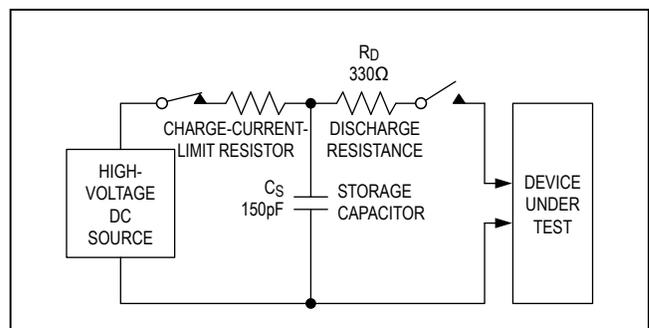 RD
330Ω
CHARGE-CURRENT-
LIMIT RESISTOR
DISCHARGE
RESISTANCE
HIGH-
VOLTAGE
DC
SOURCE
CS
150pF
STORAGE
CAPACITOR
DEVICE
UNDER
TEST